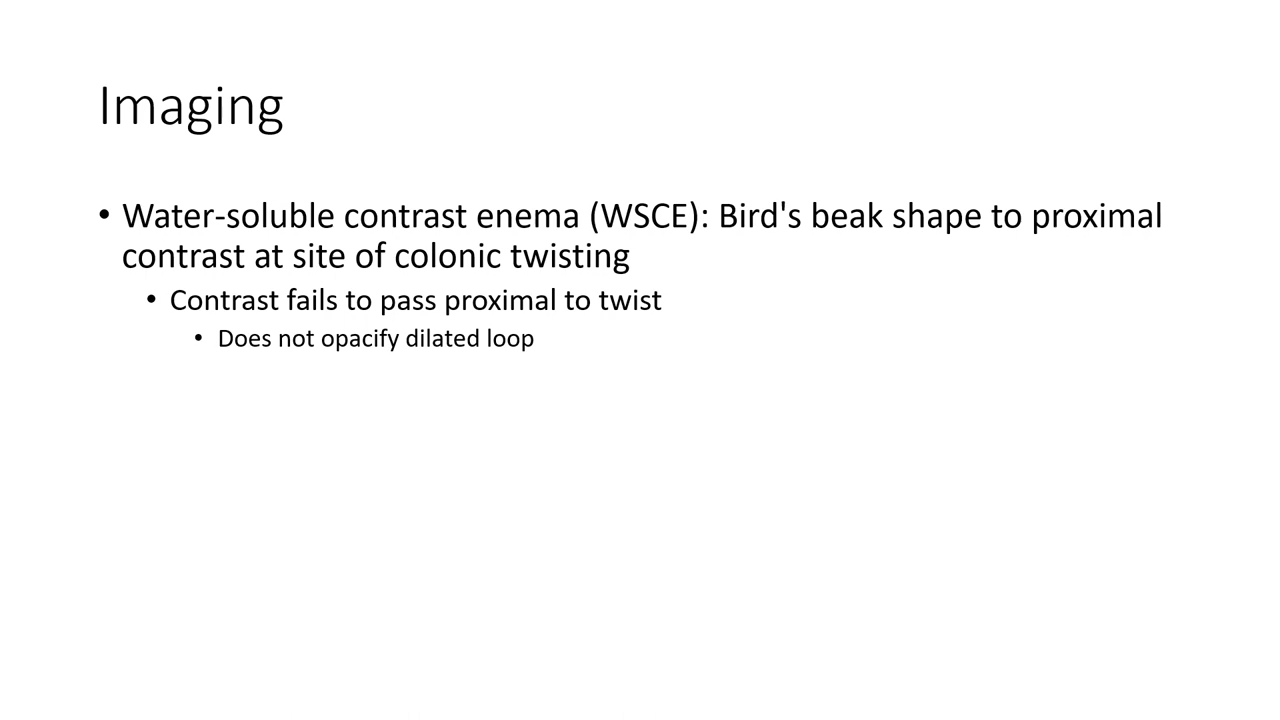 Imaging
• Water-soluble contrast enema (WSCE): Bird's beak shape to proximal
contrast at site of colonic twisting
• Contrast fails to pass proximal to twist
• Does not opacify dilated loop